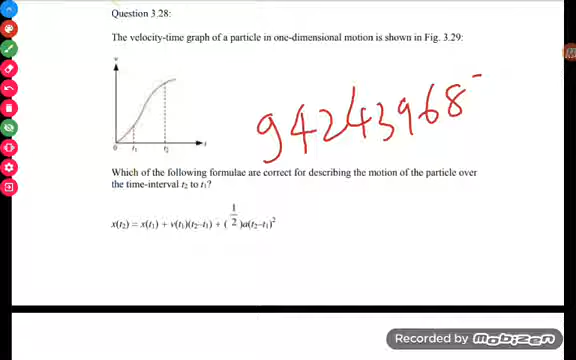 Question 3.28:
The velocity-time graph of a particle in one-dimensional motion is shown in Fig. 3.29:
v
942439687
0 t₁ t₂ t
Which of the following formulae are correct for describing the motion of the particle over
the time-interval t₂ to t₁?
x(t₂) = x(t₁) + v(t₁)(t₂–t₁) + (1/2)a(t₂–t₁)²
Recorded by
MOBIZEN